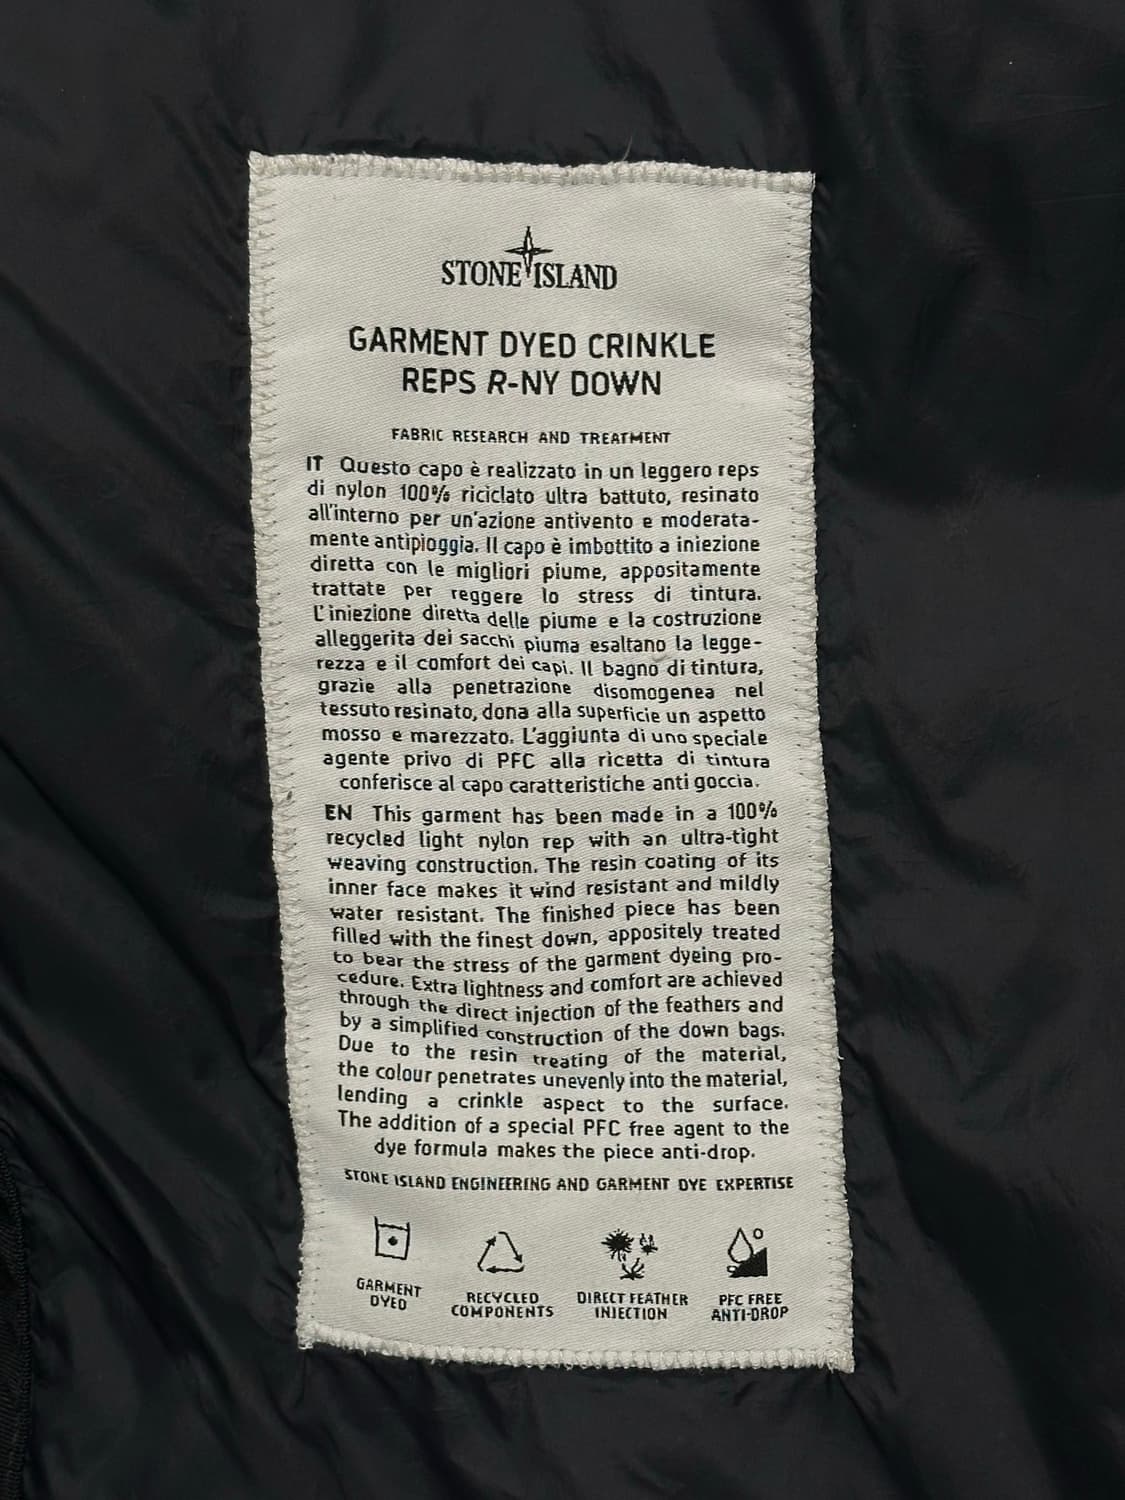 STONE ISLAND
GARMENT DYED CRINKLE
REPS R-NY DOWN
FABRIC RESEARCH AND TREATMENT
IT Questo capo è realizzato in un leggero reps
di nylon 100% riciclato ultra battuto, resinato
all'interno per un'azione antivento e moderata-
mente antipioggia. Il capo è imbottito a iniezione
diretta con le migliori piume, appositamente
trattate per reggere lo stress di tintura.
L'iniezione diretta delle piume e la costruzione
alleggerita dei sacchi piuma esaltano la legge-
rezza e il comfort dei capi. Il bagno di tintura,
grazie alla penetrazione disomogenea nel
tessuto resinato, dona alla superficie un aspetto
mosso e marezzato. L'aggiunta di uno speciale
agente privo di PFC alla ricetta di tintura
conferisce al capo caratteristiche anti goccia.
EN This garment has been made in a 100%
recycled light nylon rep with an ultra-tight
weaving construction. The resin coating of its
inner face makes it wind resistant and mildly
water resistant. The finished piece has been
filled with the finest down, appositely treated
to bear the stress of the garment dyeing pro-
cedure. Extra lightness and comfort are achieved
through the direct injection of the feathers and
by a simplified construction of the down bags.
Due to the resin treating of the material,
the colour penetrates unevenly into the material,
lending a crinkle aspect to the surface.
The addition of a special PFC free agent to the
dye formula makes the piece anti-drop.
STONE ISLAND ENGINEERING AND GARMENT DYE EXPERTISE
GARMENT
DYED
RECYCLED
COMPONENTS
DIRECT FEATHER
INJECTION
PFC FREE
ANTI-DROP